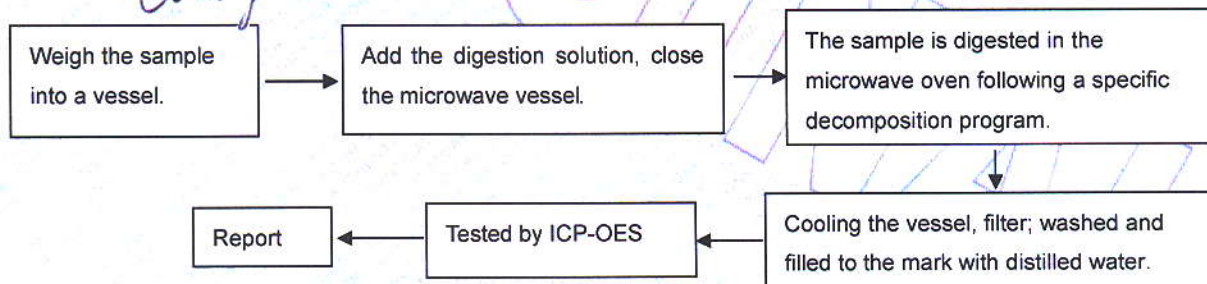 Weigh the sample
into a vessel.
Add the digestion solution, close
the microwave vessel.
The sample is digested in the
microwave oven following a specific
decomposition program.
Cooling the vessel, filter; washed and
filled to the mark with distilled water.
Tested by ICP-OES
Report